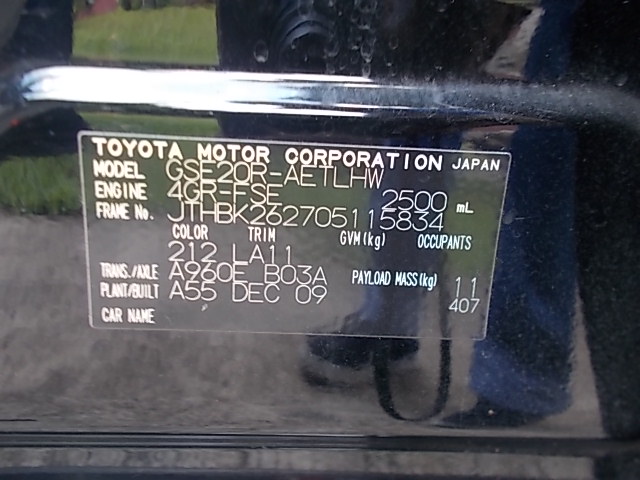 TOYOTA MOTOR CORPORATION JAPAN
MODEL GSE20R-AETLHW
ENGINE 4GR-FSE 2500 mL
FRAME No. JTHBK262705115834
COLOR TRIM GVM(kg) OCCUPANTS
212 LA11
TRANS./AXLE A960E B03A PAYLOAD MASS(kg) 11
PLANT/BUILT A55 DEC 09 407
CAR NAME